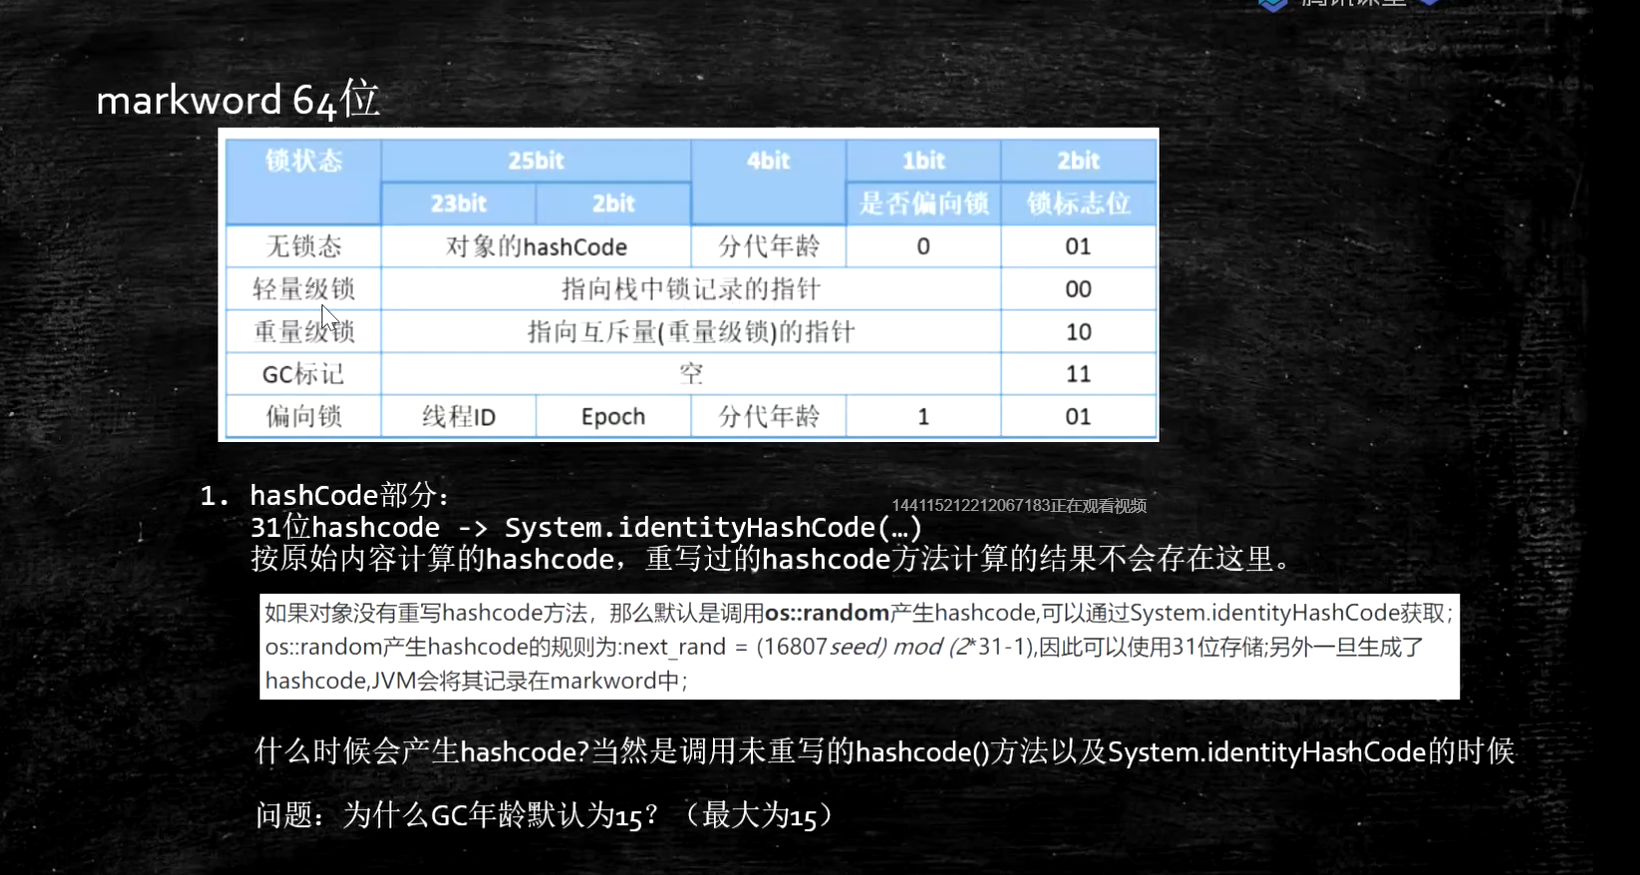 markword 64位
锁状态 25bit 4bit 1bit 2bit
23bit 2bit 是否偏向锁 锁标志位
无锁态 对象的hashCode 分代年龄 0 01
轻量级锁 指向栈中锁记录的指针 00
重量级锁 指向互斥量(重量级锁)的指针 10
GC标记 空 11
偏向锁 线程ID Epoch 分代年龄 1 01
1. hashCode部分:
144115212212067183正在观看视频
31位hashcode -> System.identityHashCode(…)
按原始内容计算的hashcode，重写过的hashcode方法计算的结果不会存在这里。
如果对象没有重写hashcode方法，那么默认是调用os::random产生hashcode,可以通过System.identityHashCode获取；
os::random产生hashcode的规则为:next_rand = (16807seed) mod (2*31-1),因此可以使用31位存储;另外一旦生成了
hashcode,JVM会将其记录在markword中；
什么时候会产生hashcode?当然是调用未重写的hashcode()方法以及System.identityHashCode的时候
问题：为什么GC年龄默认为15？（最大为15）